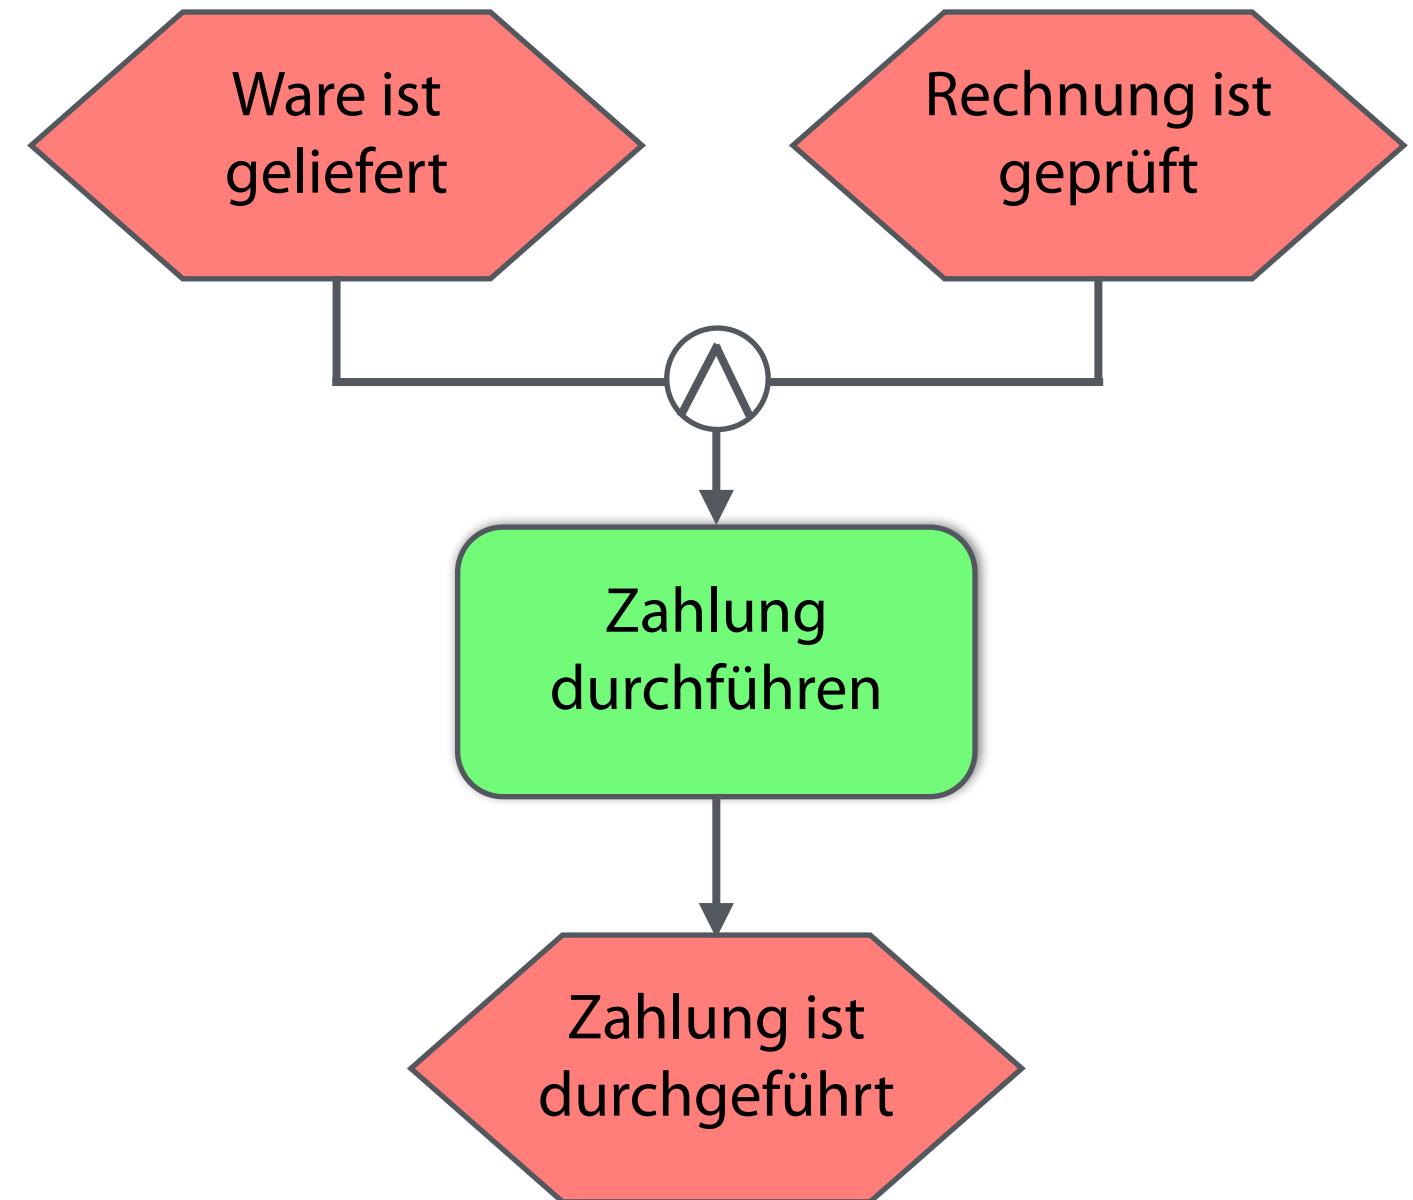 Ware ist
geliefert
Rechnung ist
geprüft
Zahlung
durchführen
Zahlung ist
durchgeführt